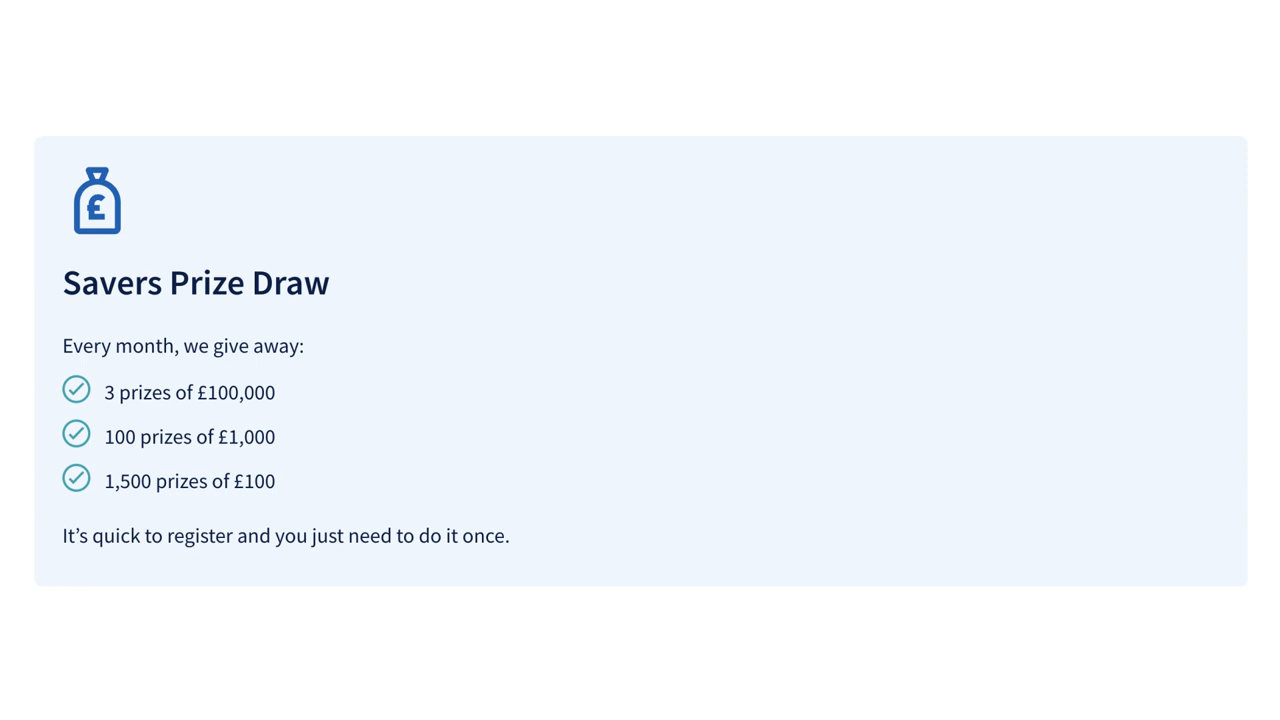 £
Savers Prize Draw
Every month, we give away:
3 prizes of £100,000
100 prizes of £1,000
1,500 prizes of £100
It’s quick to register and you just need to do it once.